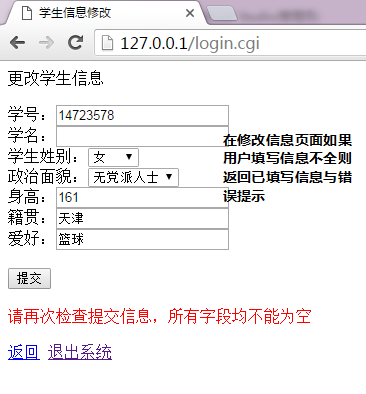 学生信息修改
127.0.0.1/login.cgi
更改学生信息
学号：14723578
学名：
学生姓别：女
政治面貌：无党派人士
身高：161
籍贯：天津
爱好：篮球
在修改信息页面如果
用户填写信息不全则
返回已填写信息与错
误提示
提交
请再次检查提交信息，所有字段均不能为空
返回 退出系统